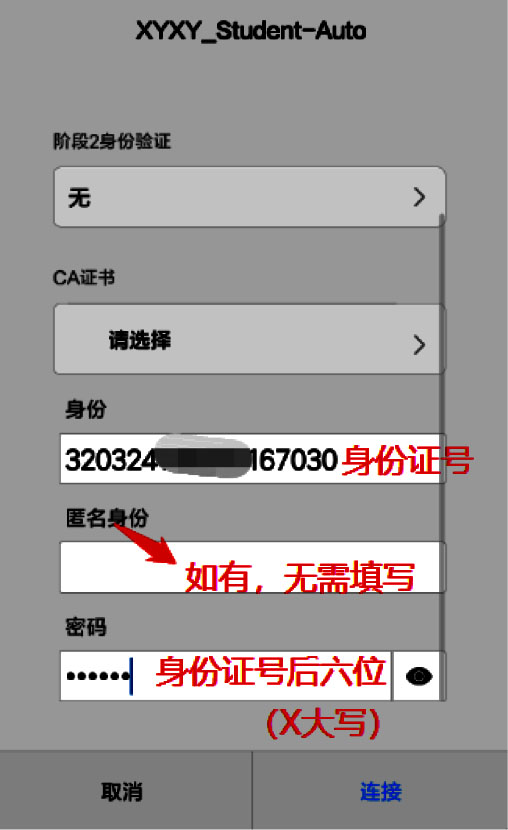 XYXY_Student-Auto
阶段2身份验证
无
CA证书
请选择
身份
320324 167030 身份证号
匿名身份
如有，无需填写
密码
•••••• 身份证号后六位
（X大写）
取消 连接